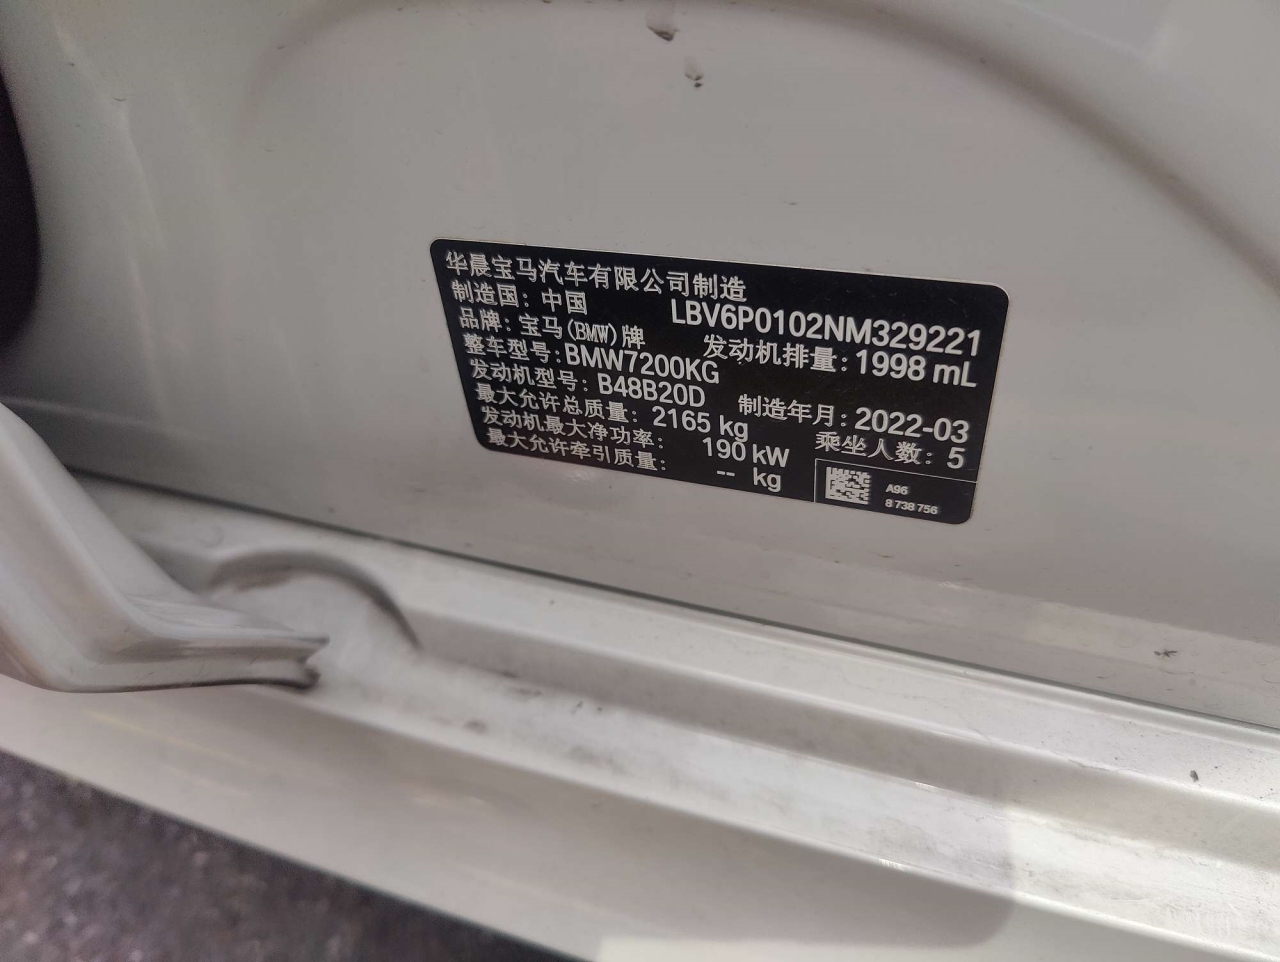 华晨宝马汽车有限公司制造
制造国：中国 LBV6P0102NM329221
品牌：宝马(BMW)牌 发动机排量：1998 mL
整车型号：BMW7200KG
发动机型号：B48B20D 制造年月：2022-03
最大允许总质量：2165 kg 乘坐人数：5
发动机最大净功率：190 kW
最大允许牵引质量：-- kg
A96
8 738 756